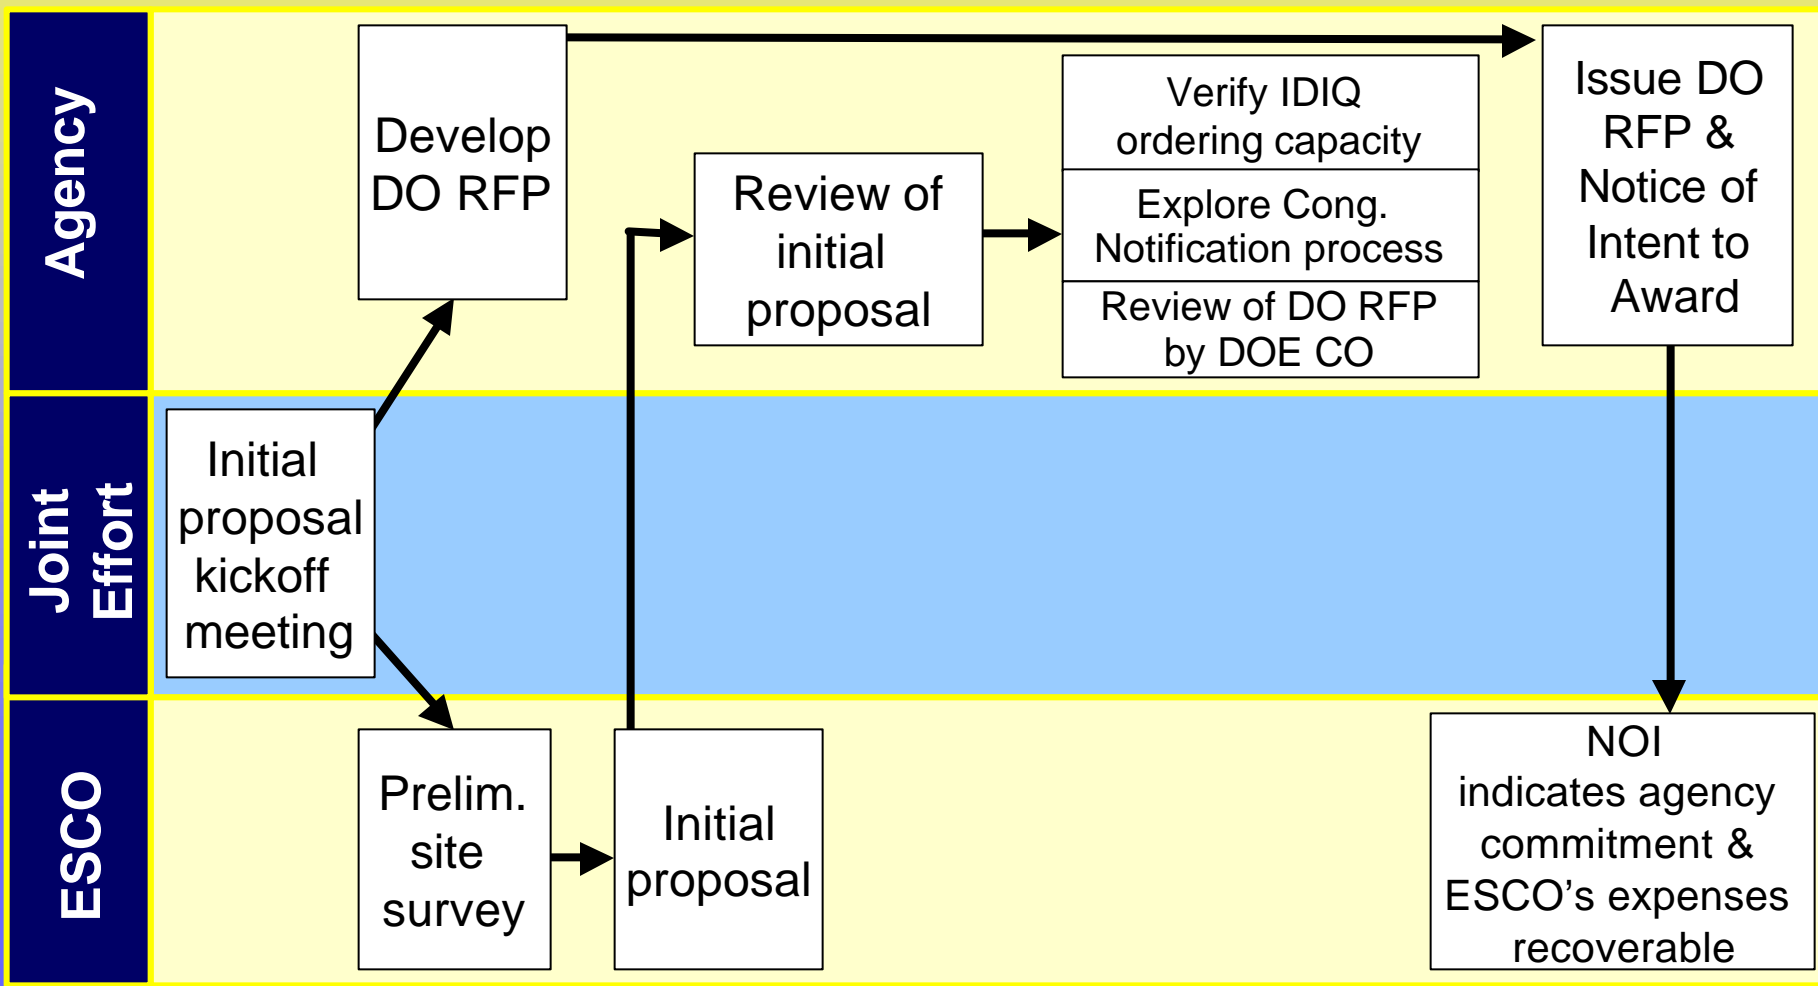 Agency
Develop
DO RFP
Review of
initial
proposal
Verify IDIQ
ordering capacity
Explore Cong.
Notification process
Review of DO RFP
by DOE CO
Issue DO
RFP &
Notice of
Intent to
Award
Joint
Effort
Initial
proposal
kickoff
meeting
ESCO
Prelim.
site
survey
Initial
proposal
NOI
indicates agency
commitment &
ESCO’s expenses
recoverable